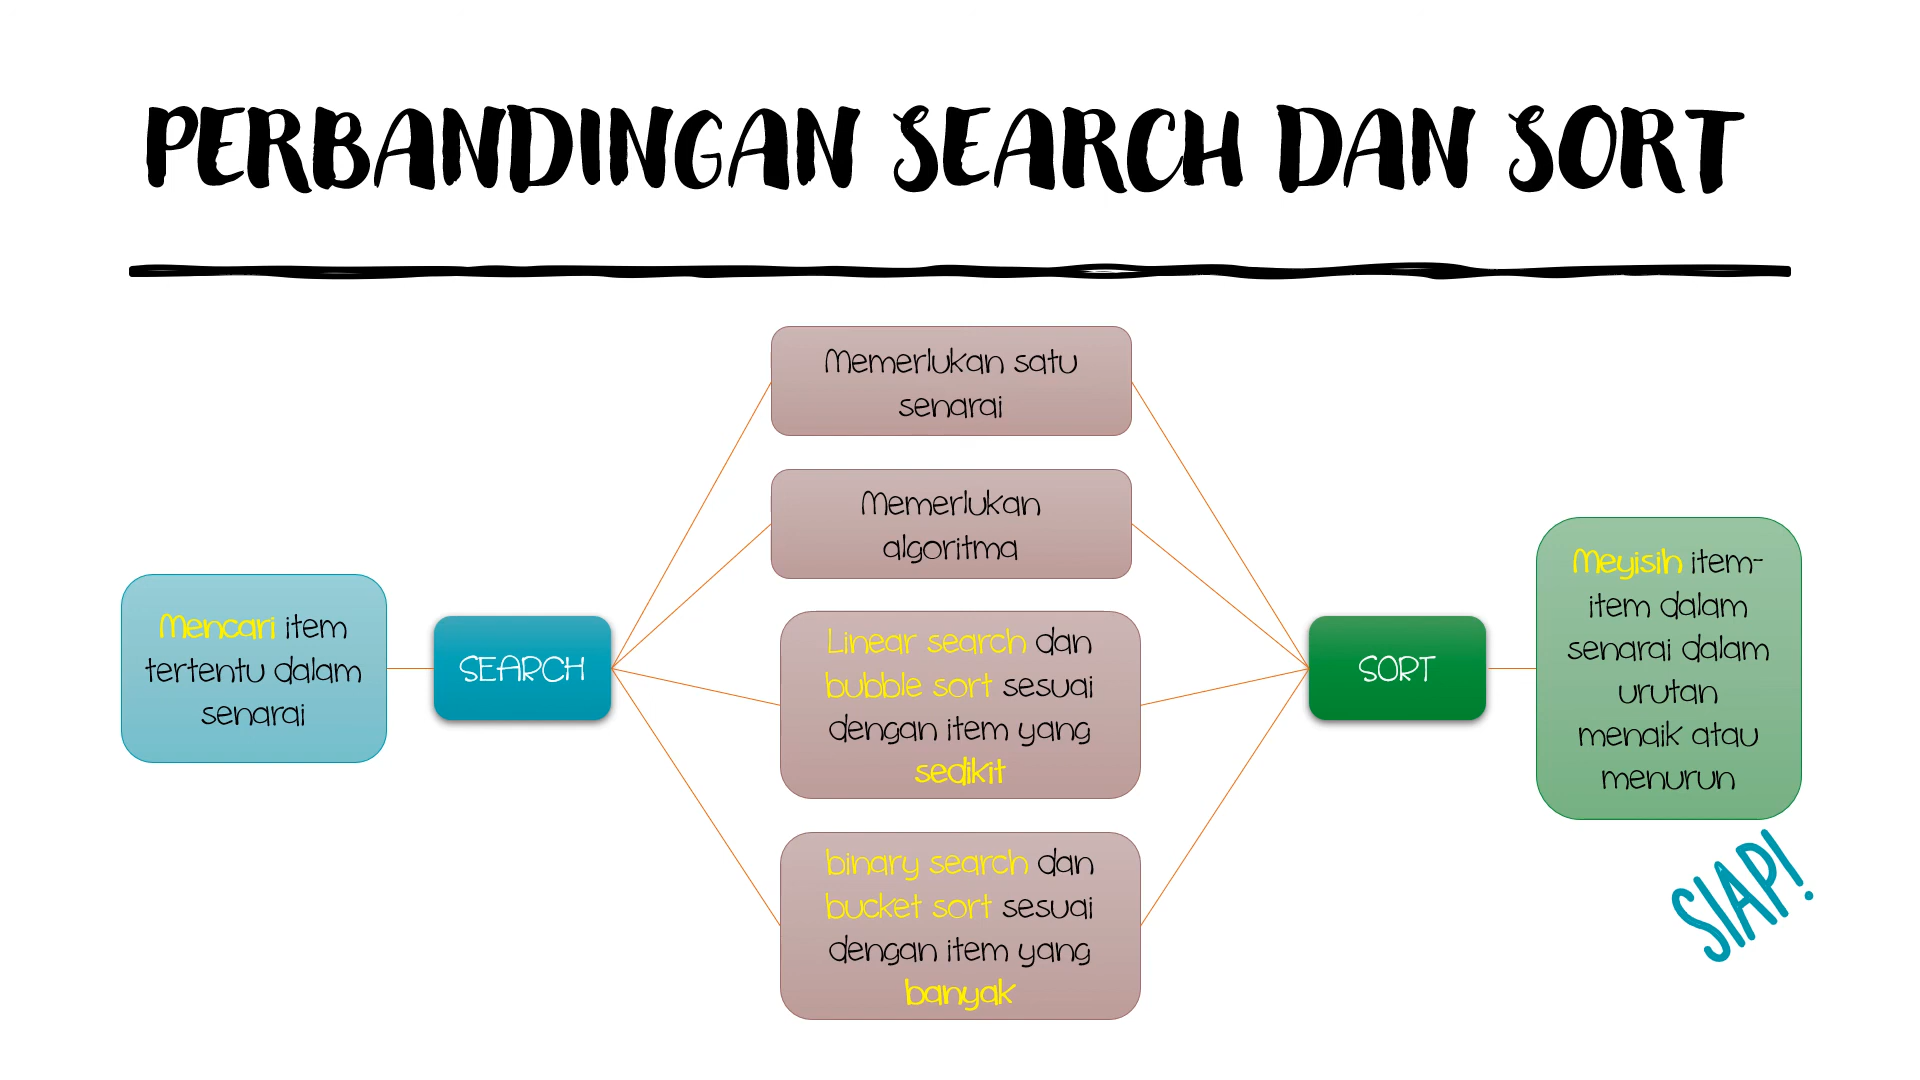 PERBANDINGAN SEARCH DAN SORT
Memerlukan satu
senarai
Memerlukan
algoritma
Mencari item
tertentu dalam
senarai
SEARCH
Linear search dan
bubble sort sesuai
dengan item yang
sedikit
binary search dan
bucket sort sesuai
dengan item yang
banyak
SORT
Meyisih item-
item dalam
senarai dalam
urutan
menaik atau
menurun
SIAP!